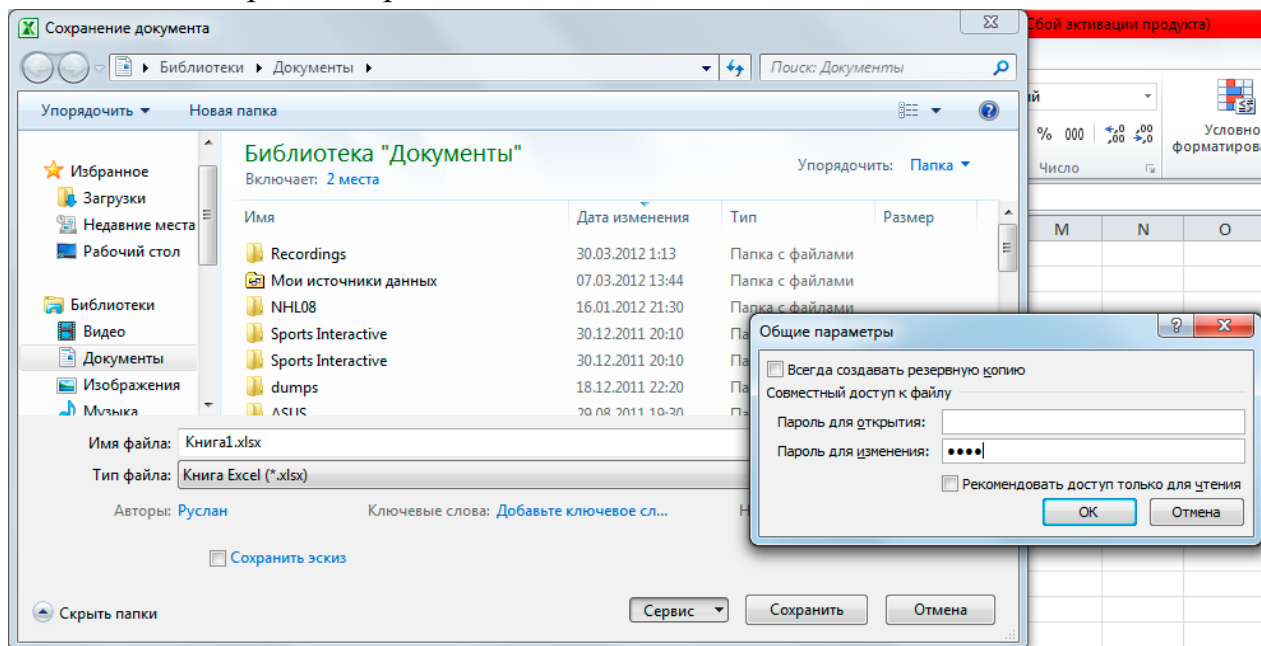 Сохранение документа
Сбой активации продукта)
Библиотеки Документы
Поиск: Документы
Упорядочить Новая папка
% 000
Условно
Число
Библиотека "Документы"
Включает: 2 места
Упорядочить: Папка
Избранное
Загрузки
Недавние места
Рабочий стол
Библиотеки
Видео
Документы
Изображения
Музыка
Имя Дата изменения Тип Размер
M N O
Recordings 30.03.2012 1:13 Папка с файлами
Мои источники данных 07.03.2012 13:44 Папка с файлами
NHL08 16.01.2012 21:30 Папка с файлами
Sports Interactive 30.12.2011 20:10
Sports Interactive 30.12.2011 20:10
dumps 18.12.2011 22:20
ASUS 29.08.2011 19:30
Общие параметры
Всегда создавать резервную копию
Совместный доступ к файлу
Пароль для открытия:
Пароль для изменения: ••••
Рекомендовать доступ только для чтения
ОК Отмена
Имя файла: Книга1.xlsx
Тип файла: Книга Excel (*.xlsx)
Авторы: Руслан Ключевые слова: Добавьте ключевое сл...
Сохранить эскиз
Скрыть папки Сервис Сохранить Отмена